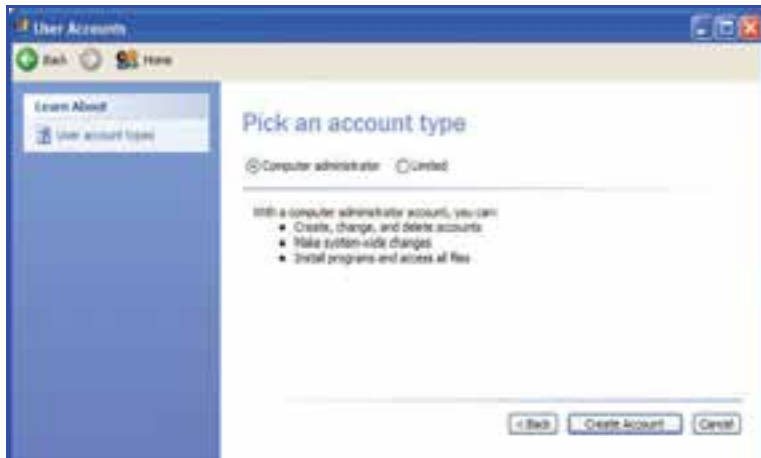 User Accounts
Back Home
Learn About
User account types
Pick an account type
Computer administrator Limited
With a computer administrator account, you can:
• Create, change, and delete accounts
• Make system-wide changes
• Install programs and access all files
< Back Create Account Cancel